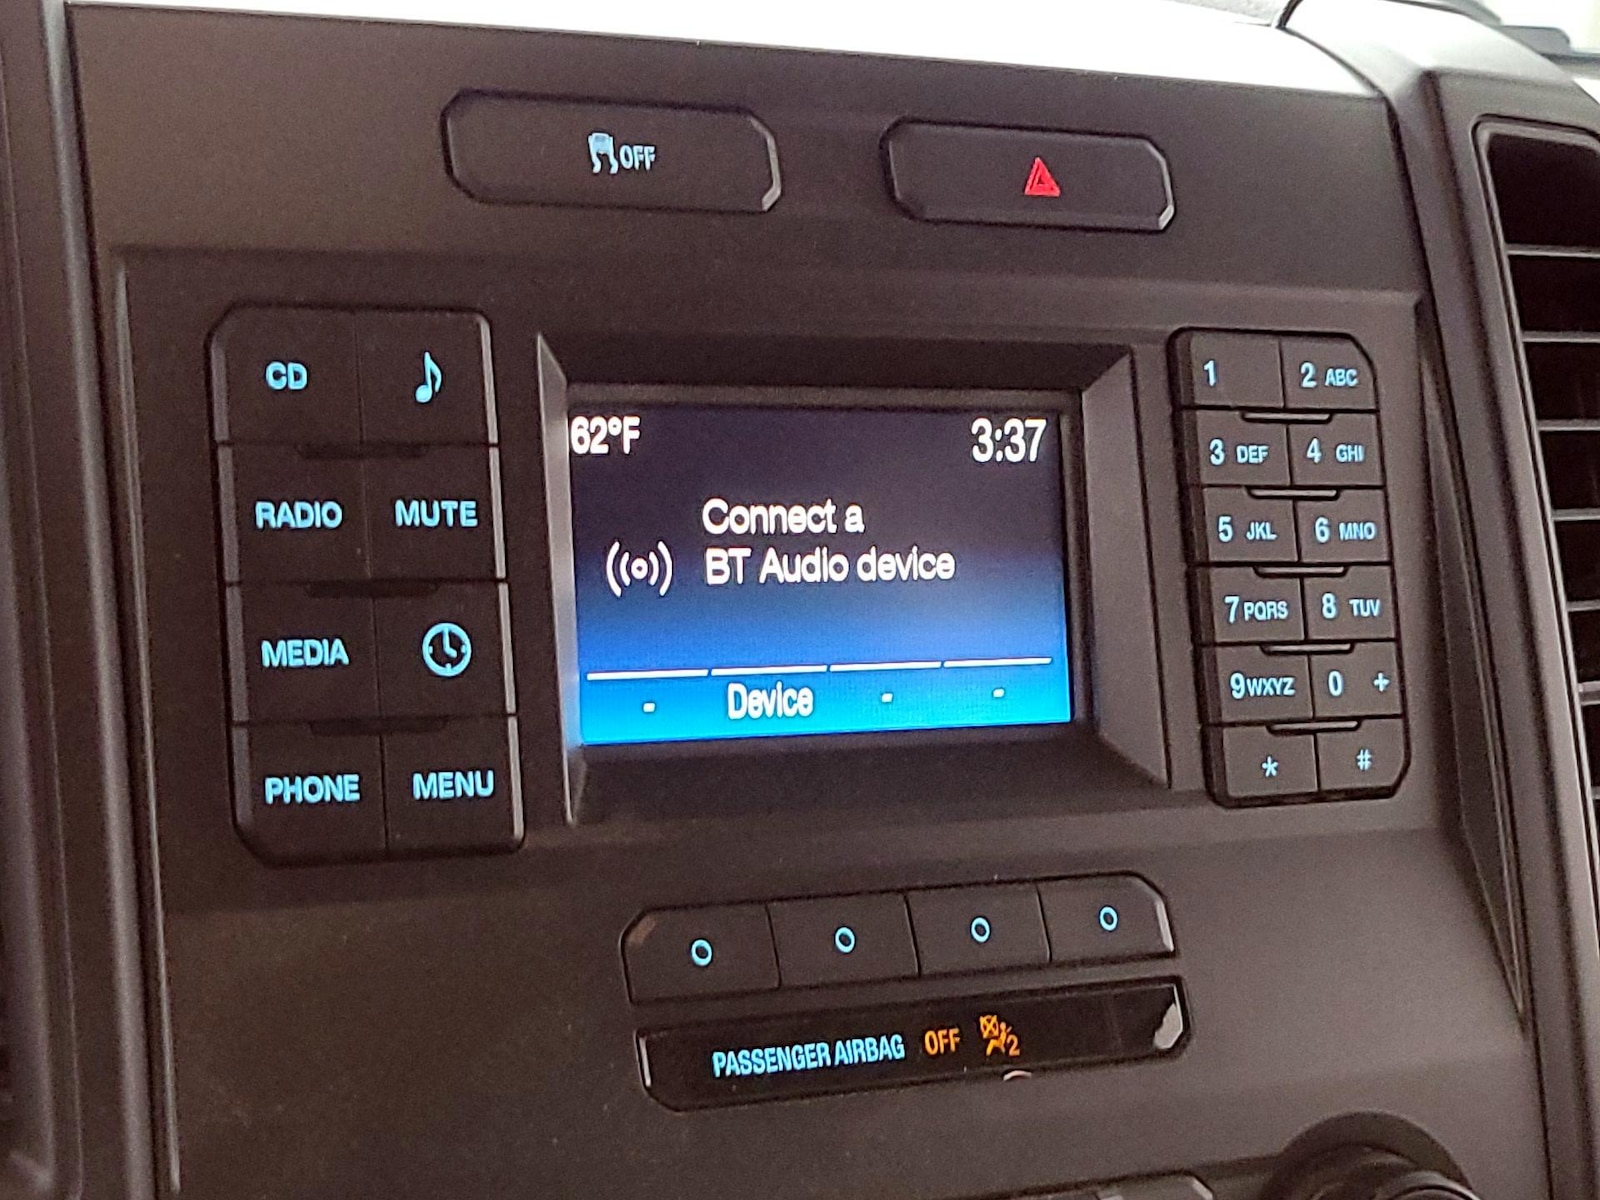 OFF
CD
RADIO MUTE
MEDIA
PHONE MENU
62°F 3:37
Connect a
BT Audio device
- Device - -
1 2 ABC
3 DEF 4 GHI
5 JKL 6 MNO
7 PQRS 8 TUV
9 WXYZ 0 +
* #
PASSENGER AIRBAG OFF 2